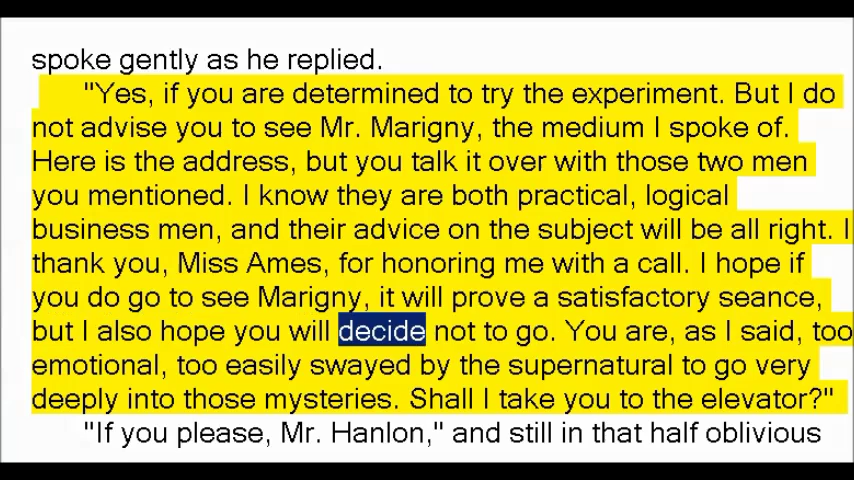 spoke gently as he replied.
"Yes, if you are determined to try the experiment. But I do
not advise you to see Mr. Marigny, the medium I spoke of.
Here is the address, but you talk it over with those two men
you mentioned. I know they are both practical, logical
business men, and their advice on the subject will be all right. I
thank you, Miss Ames, for honoring me with a call. I hope if
you do go to see Marigny, it will prove a satisfactory seance,
but I also hope you will decide not to go. You are, as I said, too
emotional, too easily swayed by the supernatural to go very
deeply into those mysteries. Shall I take you to the elevator?"
"If you please, Mr. Hanlon," and still in that half oblivious